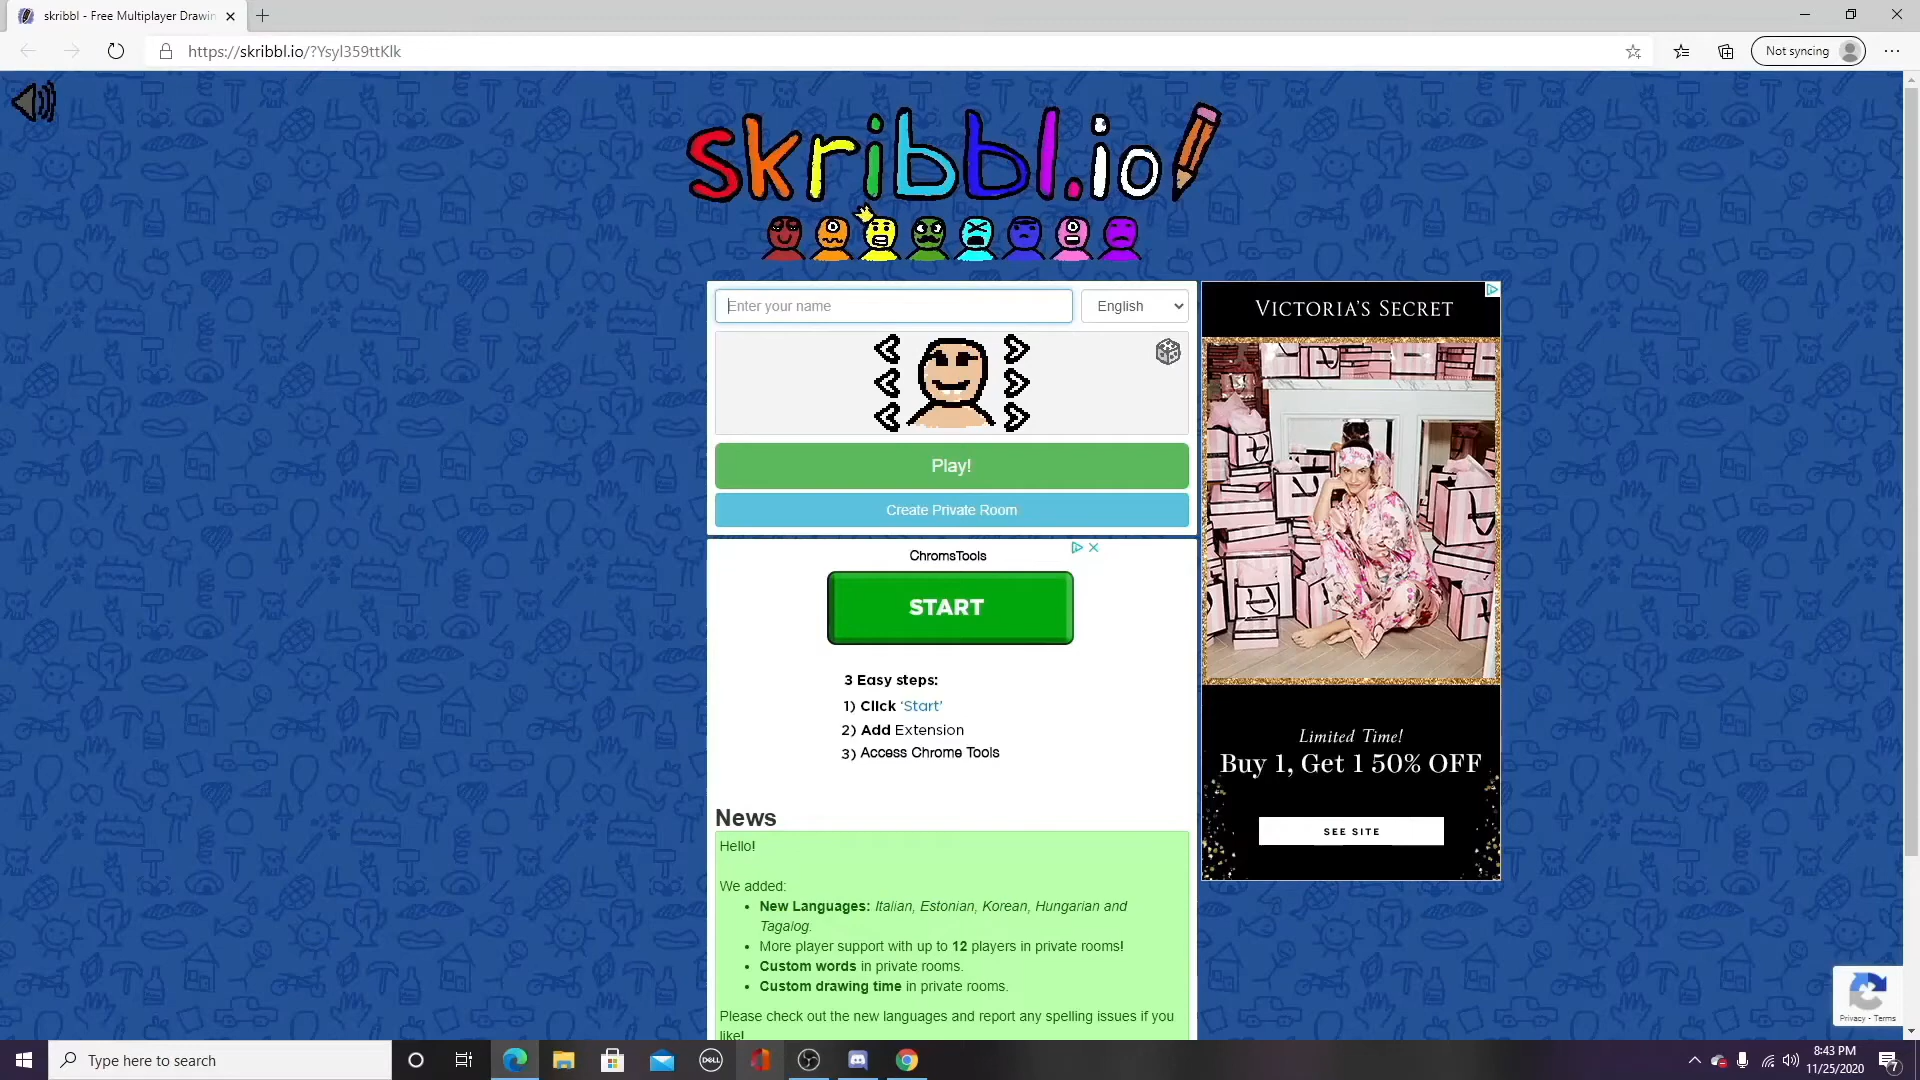 skribbl - Free Multiplayer Drawin
https://skribbl.io/?Ysyl359ttKlk
Not syncing
skribbl.io
Enter your name
English
Play!
Create Private Room
ChromsTools
START
3 Easy steps:
1) Click 'Start'
2) Add Extension
3) Access Chrome Tools
VICTORIA'S SECRET
Limited Time!
Buy 1, Get 1 50% OFF
SEE SITE
News
Hello!
We added:
• New Languages: Italian, Estonian, Korean, Hungarian and
Tagalog.
• More player support with up to 12 players in private rooms!
• Custom words in private rooms.
• Custom drawing time in private rooms.
Please check out the new languages and report any spelling issues if you
like!
Privacy - Terms
Type here to search
DELL
8:43 PM
11/25/2020
7